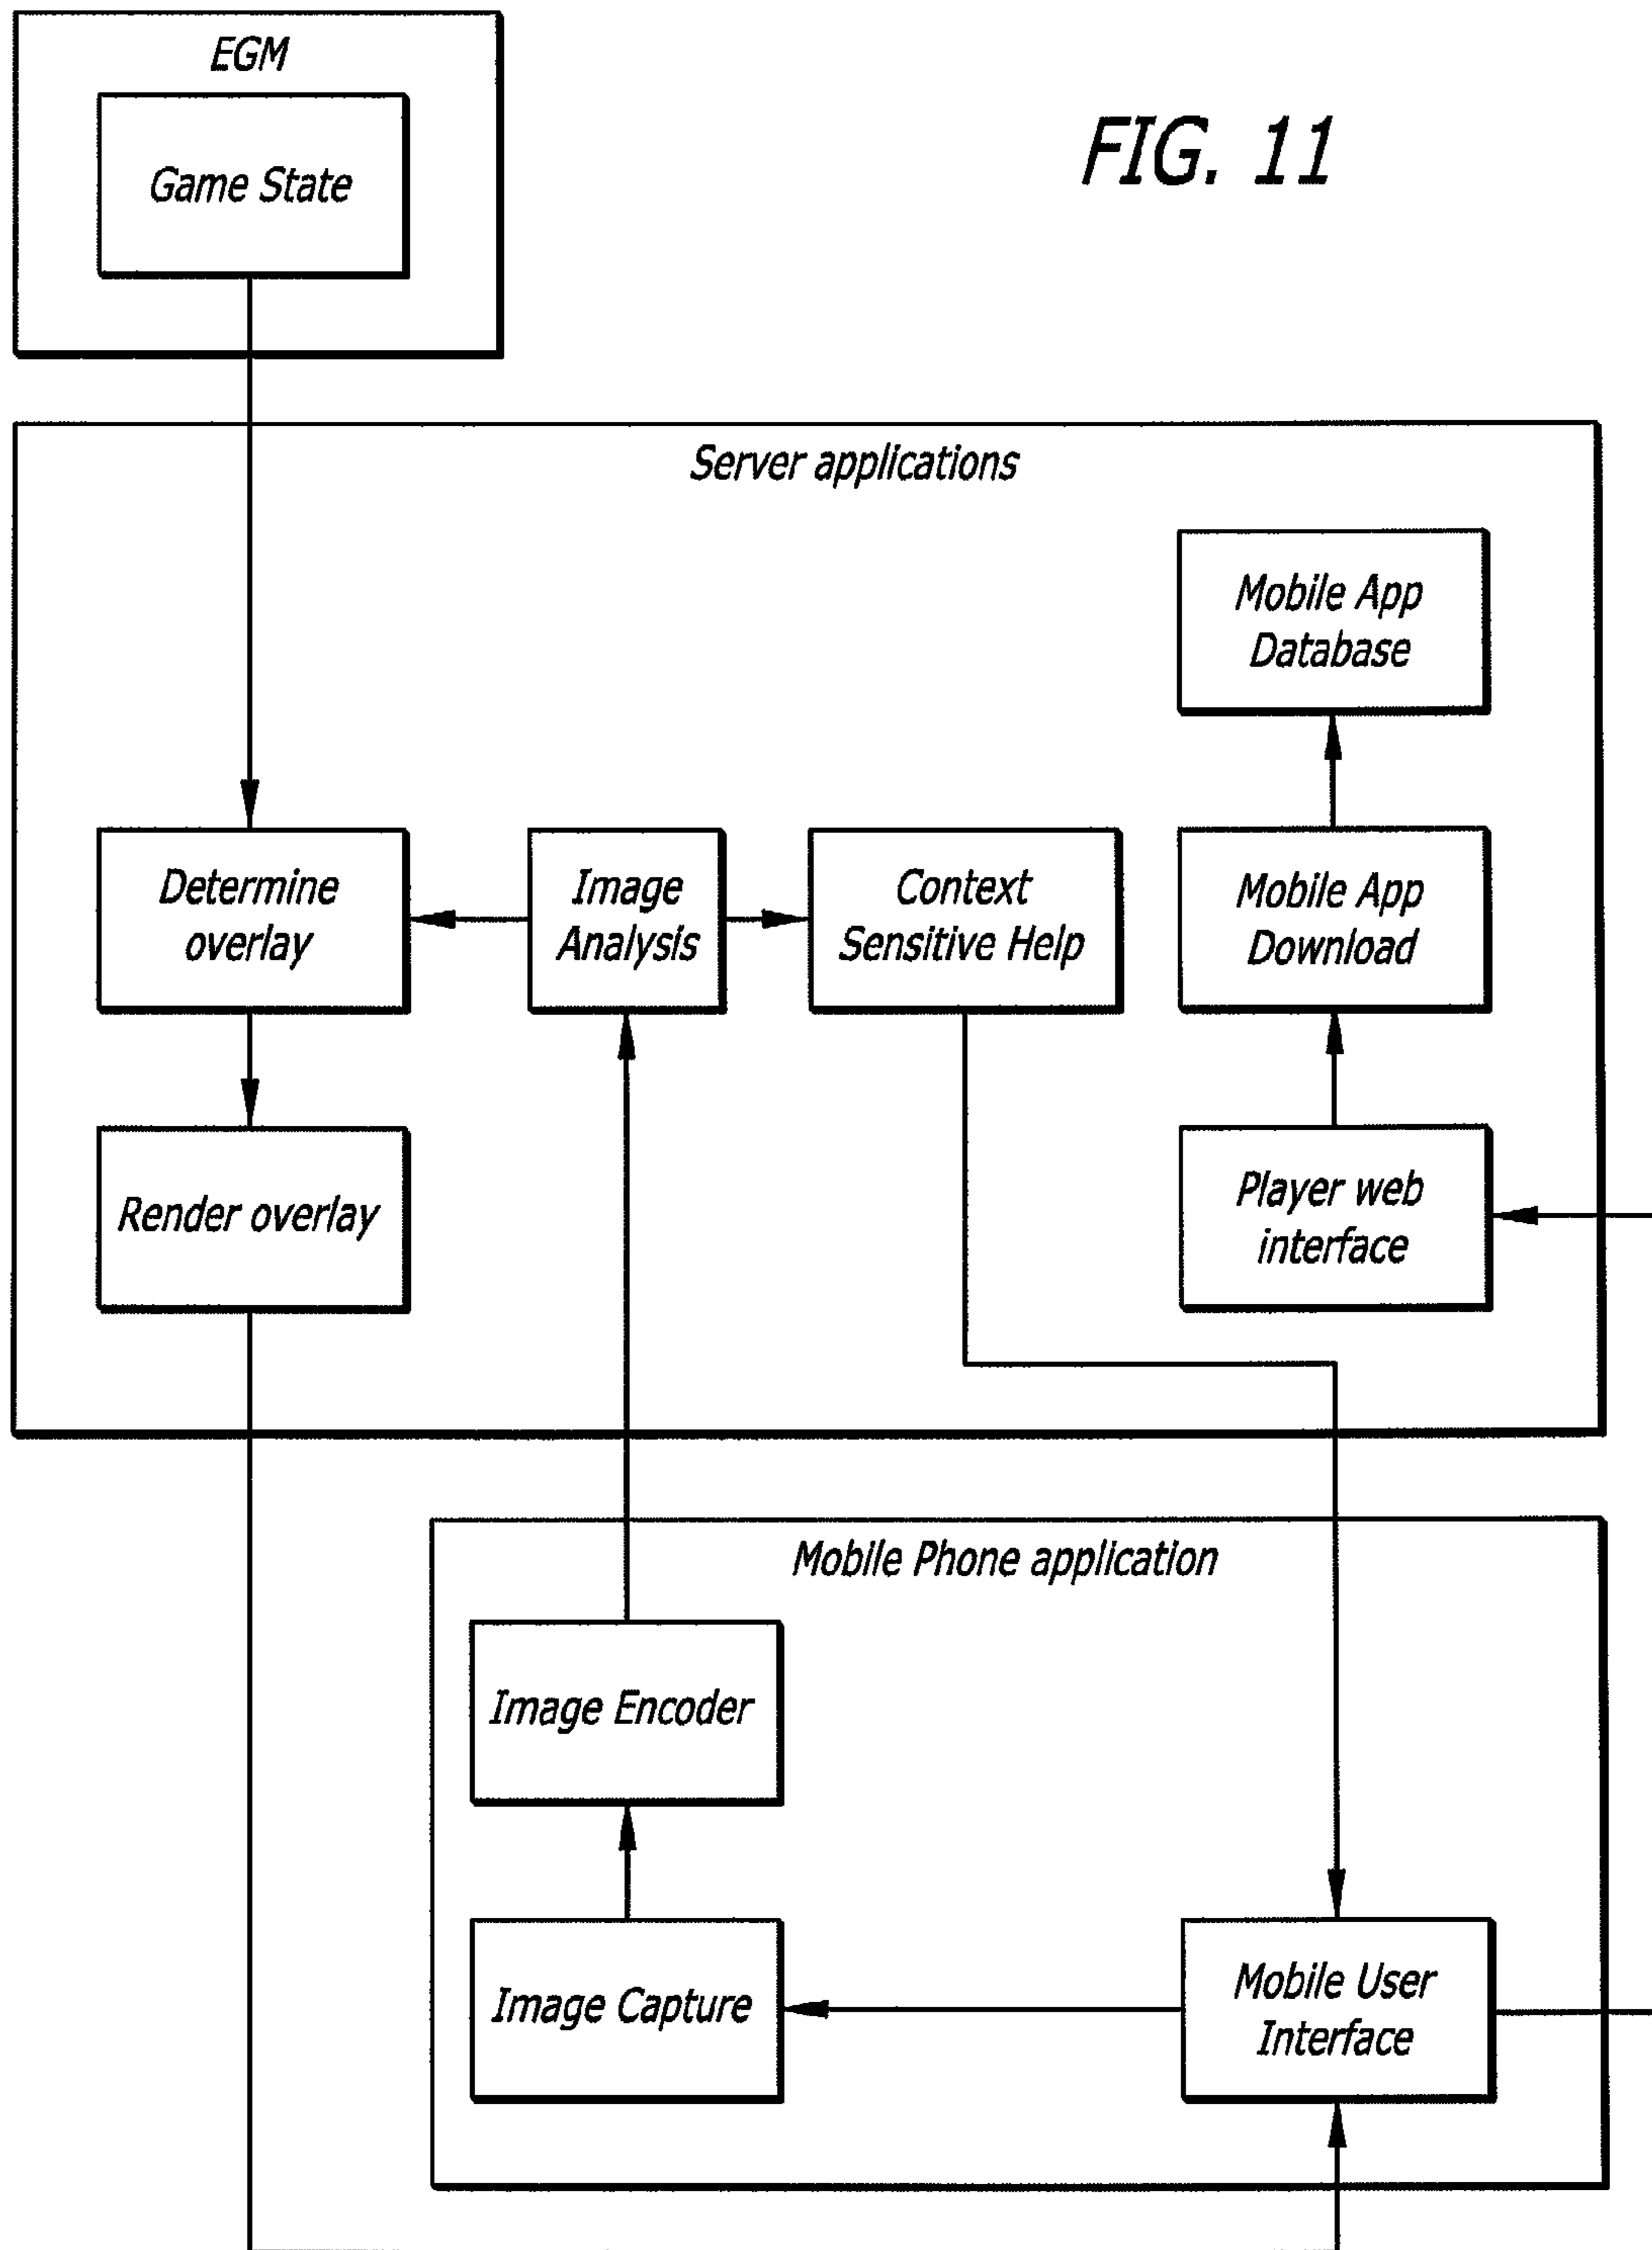 EGM
Game State
FIG. 11
Server applications
Mobile App
Database
Determine
overlay
Image
Analysis
Context
Sensitive Help
Mobile App
Download
Render overlay
Player web
interface
Mobile Phone application
Image Encoder
Image Capture
Mobile User
Interface